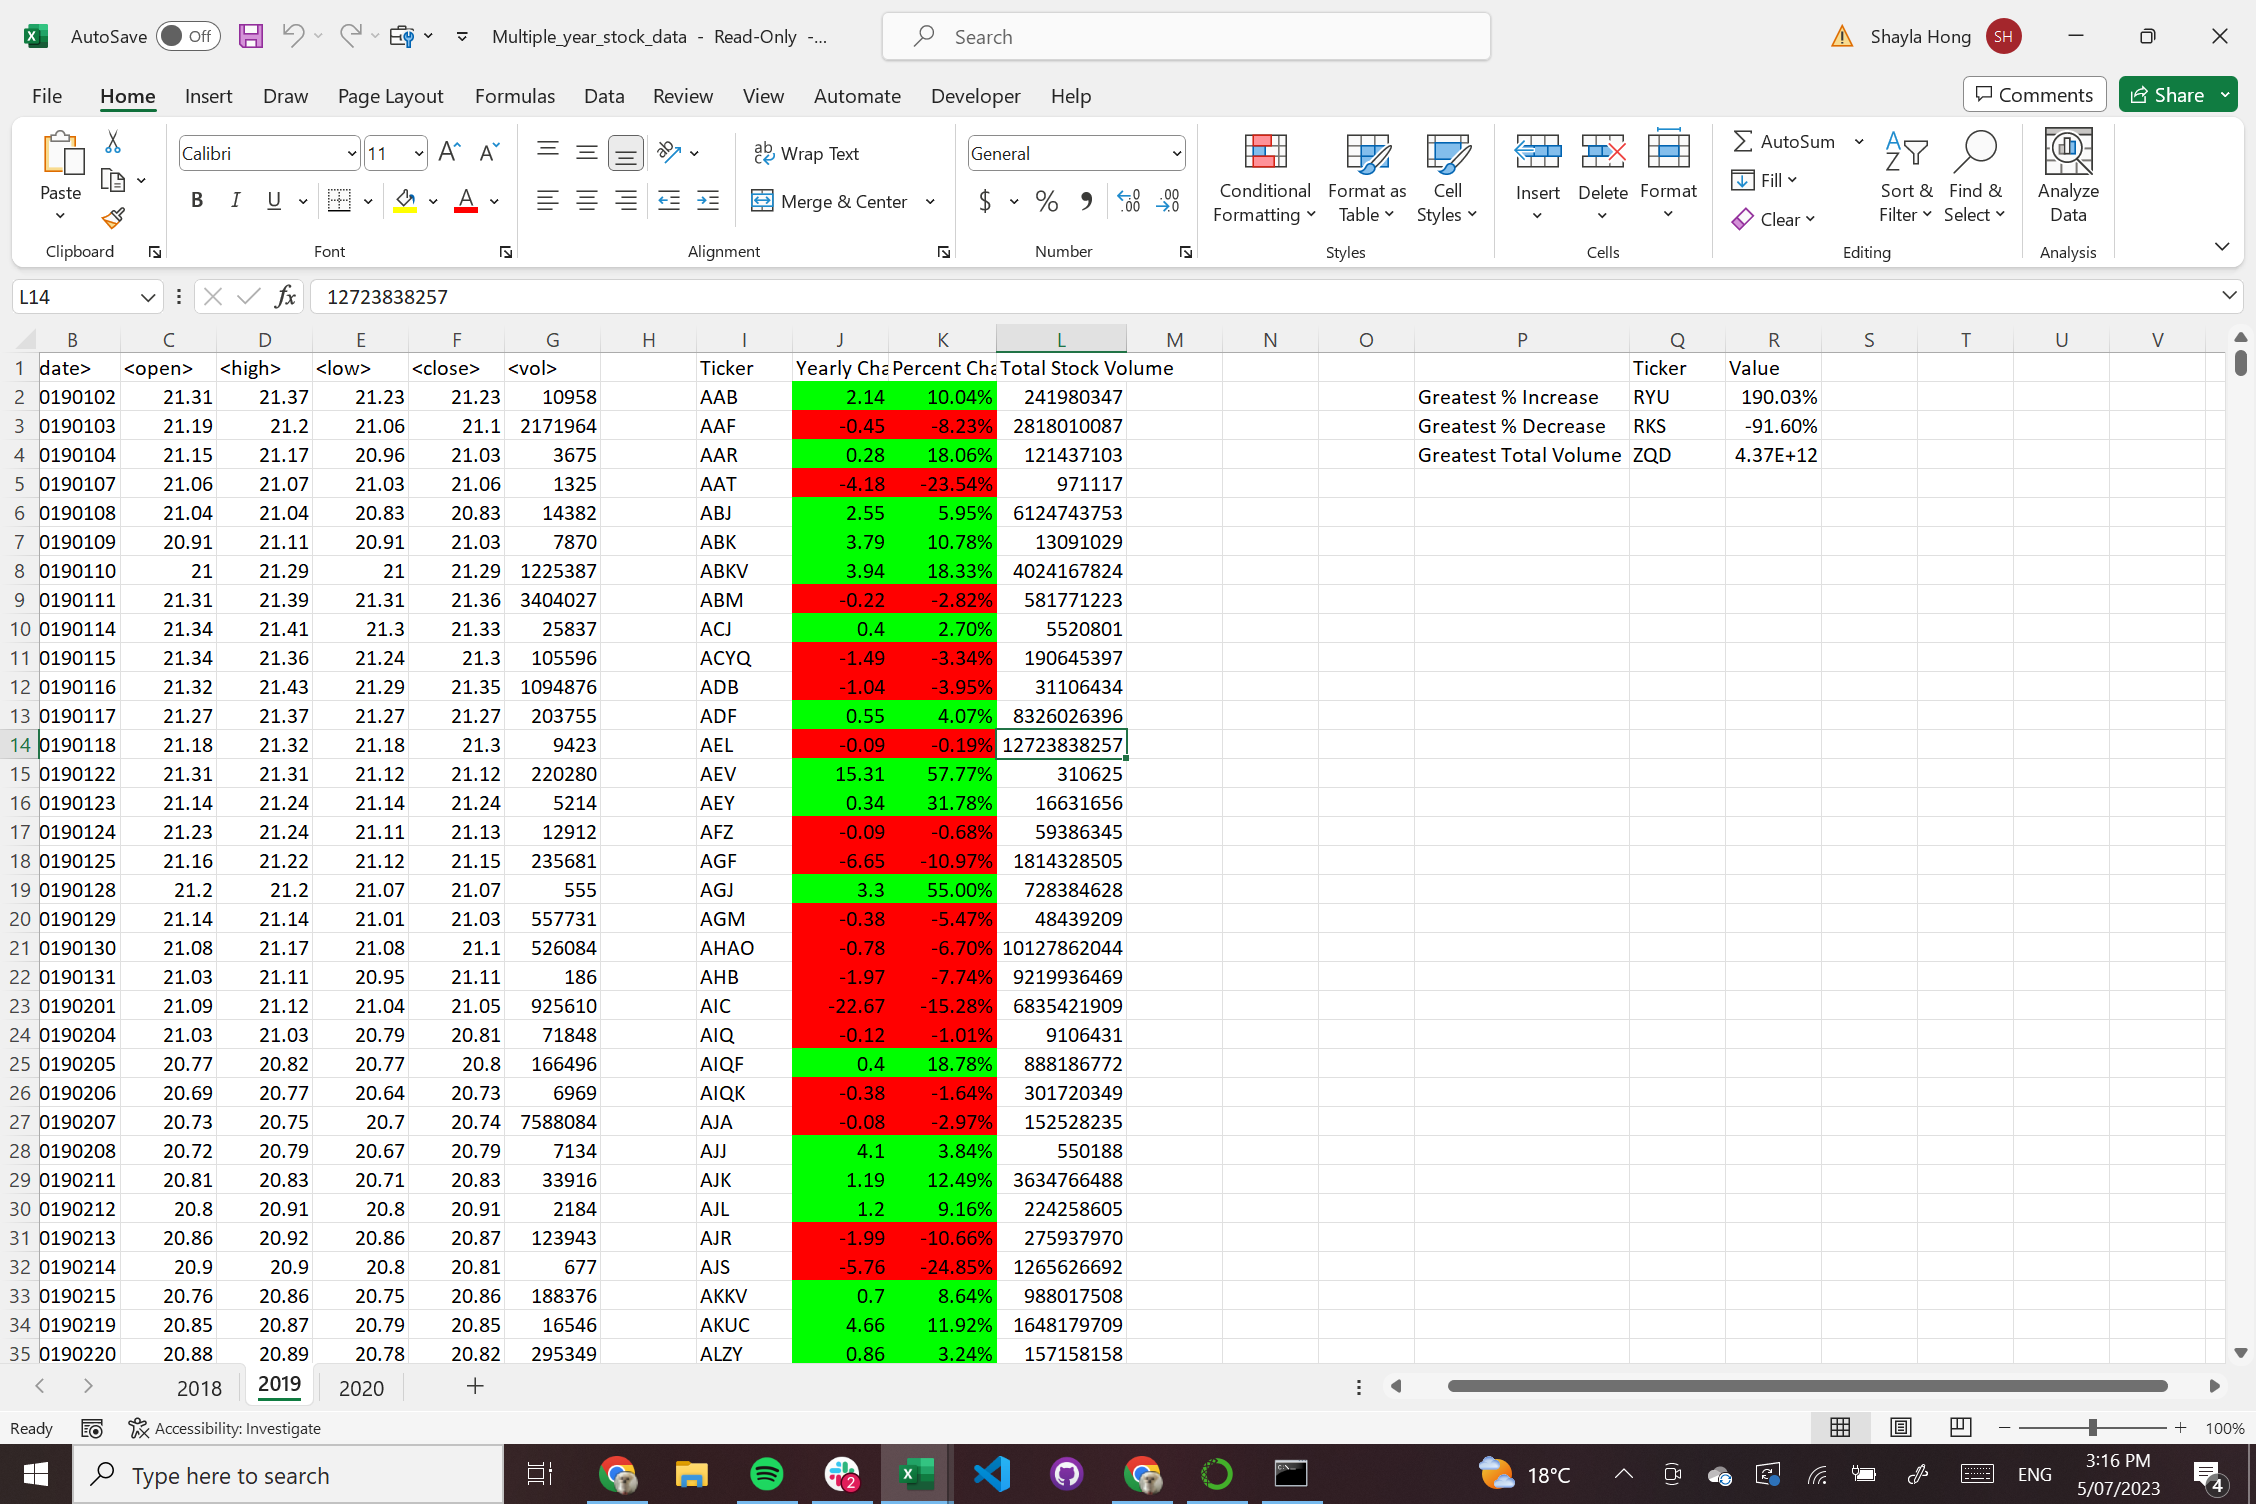 AutoSave Off Multiple_year_stock_data - Read-Only -... Search Shayla Hong SH
File Home Insert Draw Page Layout Formulas Data Review View Automate Developer Help Comments Share
Paste Calibri 11 Wrap Text General Conditional Formatting Format as Table Cell Styles Insert Delete Format AutoSum Sort & Filter Find & Select Analyze Data
B I U A Merge & Center $ % Fill
Clear
Clipboard Font Alignment Number Styles Cells Editing Analysis
L14 fx 12723838257
B C D E F G H I J K L M N O P Q R S T U V
1 date> <open> <high> <low> <close> <vol> Ticker Yearly Cha Percent Cha Total Stock Volume Ticker Value
2 0190102 21.31 21.37 21.23 21.23 10958 AAB 2.14 10.04% 241980347 Greatest % Increase RYU 190.03%
3 0190103 21.19 21.2 21.06 21.1 2171964 AAF -0.45 -8.23% 2818010087 Greatest % Decrease RKS -91.60%
4 0190104 21.15 21.17 20.96 21.03 3675 AAR 0.28 18.06% 121437103 Greatest Total Volume ZQD 4.37E+12
5 0190107 21.06 21.07 21.03 21.06 1325 AAT -4.18 -23.54% 971117
6 0190108 21.04 21.04 20.83 20.83 14382 ABJ 2.55 5.95% 6124743753
7 0190109 20.91 21.11 20.91 21.03 7870 ABK 3.79 10.78% 13091029
8 0190110 21 21.29 21 21.29 1225387 ABKV 3.94 18.33% 4024167824
9 0190111 21.31 21.39 21.31 21.36 3404027 ABM -0.22 -2.82% 581771223
10 0190114 21.34 21.41 21.3 21.33 25837 ACJ 0.4 2.70% 5520801
11 0190115 21.34 21.36 21.24 21.3 105596 ACYQ -1.49 -3.34% 190645397
12 0190116 21.32 21.43 21.29 21.35 1094876 ADB -1.04 -3.95% 31106434
13 0190117 21.27 21.37 21.27 21.27 203755 ADF 0.55 4.07% 8326026396
14 0190118 21.18 21.32 21.18 21.3 9423 AEL -0.09 -0.19% 12723838257
15 0190122 21.31 21.31 21.12 21.12 220280 AEV 15.31 57.77% 310625
16 0190123 21.14 21.24 21.14 21.24 5214 AEY 0.34 31.78% 16631656
17 0190124 21.23 21.24 21.11 21.13 12912 AFZ -0.09 -0.68% 59386345
18 0190125 21.16 21.22 21.12 21.15 235681 AGF -6.65 -10.97% 1814328505
19 0190128 21.2 21.2 21.07 21.07 555 AGJ 3.3 55.00% 728384628
20 0190129 21.14 21.14 21.01 21.03 557731 AGM -0.38 -5.47% 48439209
21 0190130 21.08 21.17 21.08 21.1 526084 AHAO -0.78 -6.70% 10127862044
22 0190131 21.03 21.11 20.95 21.11 186 AHB -1.97 -7.74% 9219936469
23 0190201 21.09 21.12 21.04 21.05 925610 AIC -22.67 -15.28% 6835421909
24 0190204 21.03 21.03 20.79 20.81 71848 AIQ -0.12 -1.01% 9106431
25 0190205 20.77 20.82 20.77 20.8 166496 AIQF 0.4 18.78% 888186772
26 0190206 20.69 20.77 20.64 20.73 6969 AIQK -0.38 -1.64% 301720349
27 0190207 20.73 20.75 20.7 20.74 7588084 AJA -0.08 -2.97% 152528235
28 0190208 20.72 20.79 20.67 20.79 7134 AJJ 4.1 3.84% 550188
29 0190211 20.81 20.83 20.71 20.83 33916 AJK 1.19 12.49% 3634766488
30 0190212 20.8 20.91 20.8 20.91 2184 AJL 1.2 9.16% 224258605
31 0190213 20.86 20.92 20.86 20.87 123943 AJR -1.99 -10.66% 275937970
32 0190214 20.9 20.9 20.8 20.81 677 AJS -5.76 -24.85% 1265626692
33 0190215 20.76 20.86 20.75 20.86 188376 AKKV 0.7 8.64% 988017508
34 0190219 20.85 20.87 20.79 20.85 16546 AKUC 4.66 11.92% 1648179709
35 0190220 20.88 20.89 20.78 20.82 295349 ALZY 0.86 3.24% 157158158
2018 2019 2020
Ready Accessibility: Investigate 100%
Type here to search 2 18°C ENG 3:16 PM 5/07/2023 4